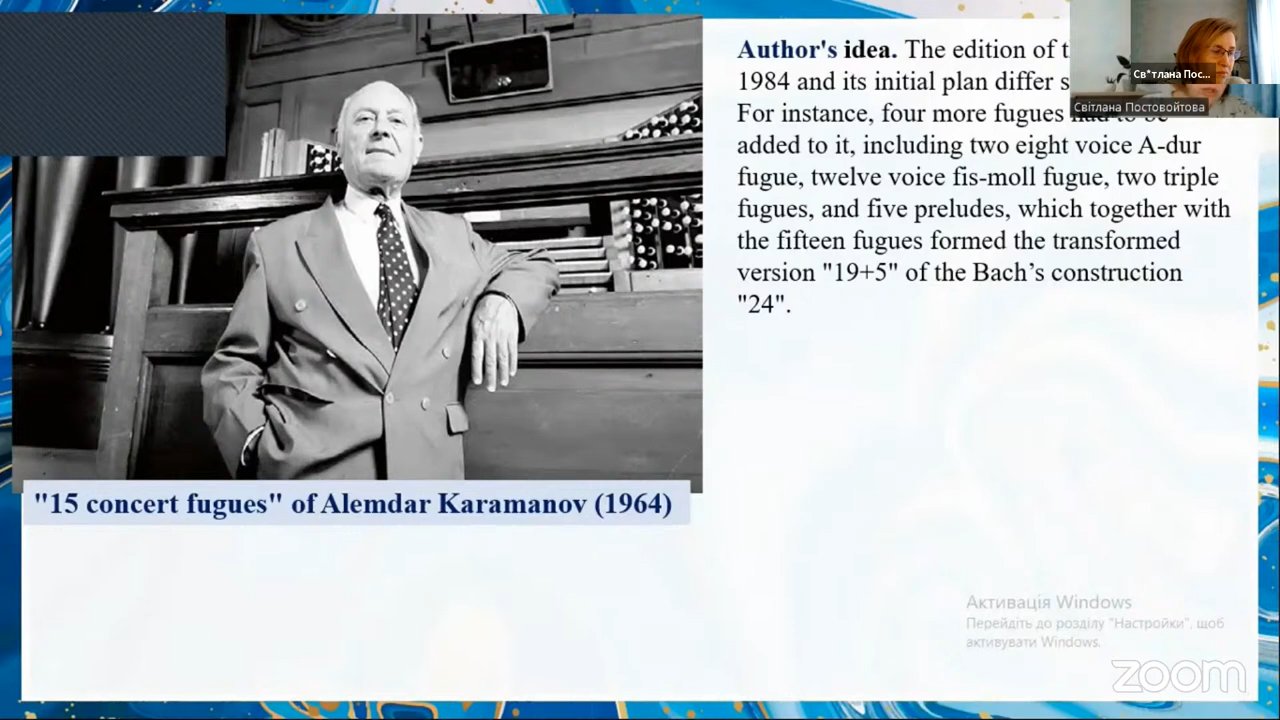 Author's idea. The edition of
1984 and its initial plan differ
For instance, four more fugues had to be
added to it, including two eight voice A-dur
fugue, twelve voice fis-moll fugue, two triple
fugues, and five preludes, which together with
the fifteen fugues formed the transformed
version "19+5" of the Bach’s construction
"24".
"15 concert fugues" of Alemdar Karamanov (1964)
Св*тлана Пос...
Світлана Постовойтова
Активація Windows
Перейдіть до розділу "Настройки", щоб
активувати Windows.
zoom